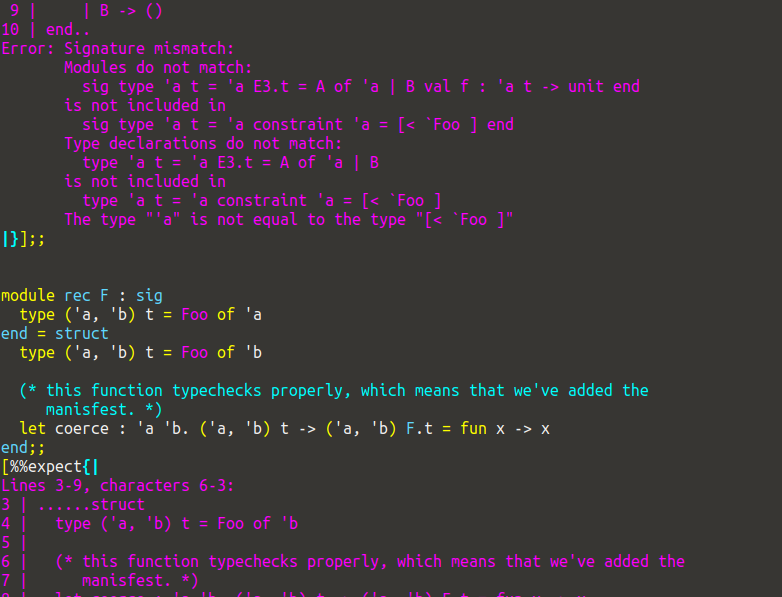 9 |     | B -> ()
10 | end..
Error: Signature mismatch:
       Modules do not match:
         sig type 'a t = 'a E3.t = A of 'a | B val f : 'a t -> unit end
       is not included in
         sig type 'a t = 'a constraint 'a = [< `Foo ] end
       Type declarations do not match:
         type 'a t = 'a E3.t = A of 'a | B
       is not included in
         type 'a t = 'a constraint 'a = [< `Foo ]
       The type "'a" is not equal to the type "[< `Foo ]"
|}];;
module rec F : sig
  type ('a, 'b) t = Foo of 'a
end = struct
  type ('a, 'b) t = Foo of 'b
  (* this function typechecks properly, which means that we've added the
     manisfest. *)
  let coerce : 'a 'b. ('a, 'b) t -> ('a, 'b) F.t = fun x -> x
end;;
[%%expect{|
Lines 3-9, characters 6-3:
3 | ......struct
4 |   type ('a, 'b) t = Foo of 'b
5 |
6 |   (* this function typechecks properly, which means that we've added the
7 |      manisfest. *)